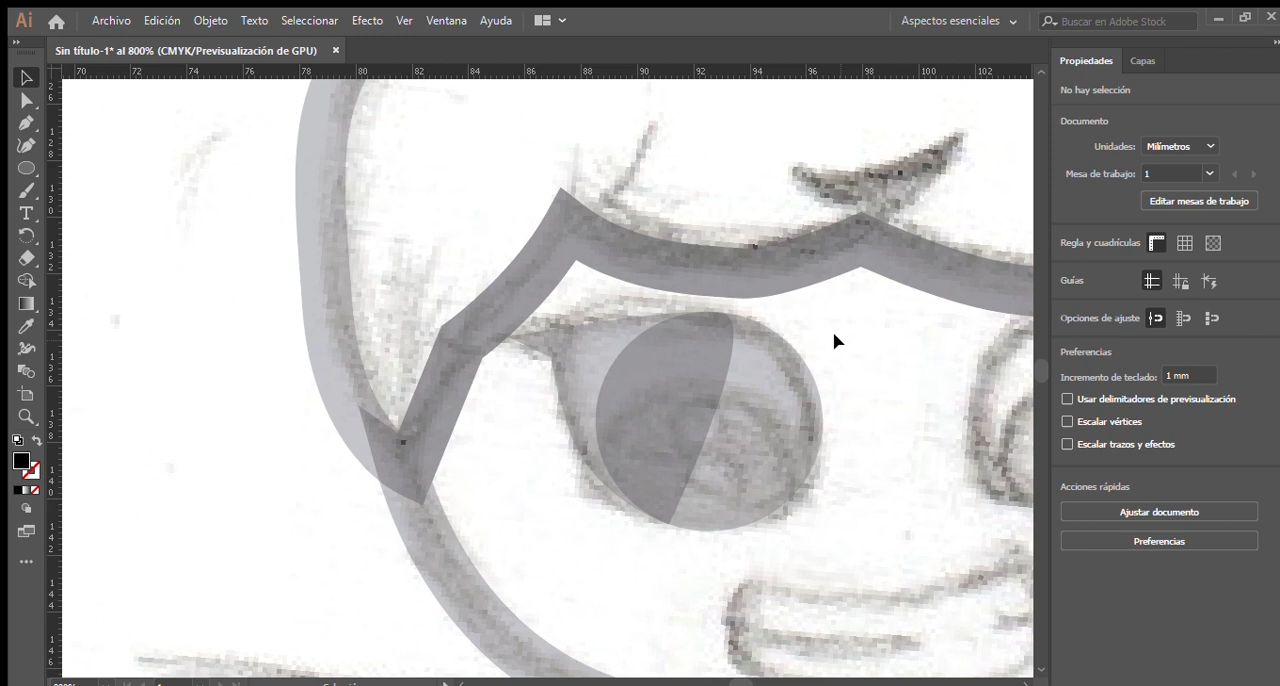 Ai Archivo Edición Objeto Texto Seleccionar Efecto Ver Ventana Ayuda Aspectos esenciales Buscar en Adobe Stock
Sin título-1* al 800% (CMYK/Previsualización de GPU) ×
70 72 74 76 78 80 82 84 86 88 90 92 94 96 98 100 102
Propiedades Capas
No hay selección
Documento
Unidades: Milímetros
Mesa de trabajo: 1
Editar mesas de trabajo
Regla y cuadrículas
Guías
Opciones de ajuste
Preferencias
Incremento de teclado: 1 mm
Usar delimitadores de previsualización
Escalar vértices
Escalar trazos y efectos
Acciones rápidas
Ajustar documento
Preferencias